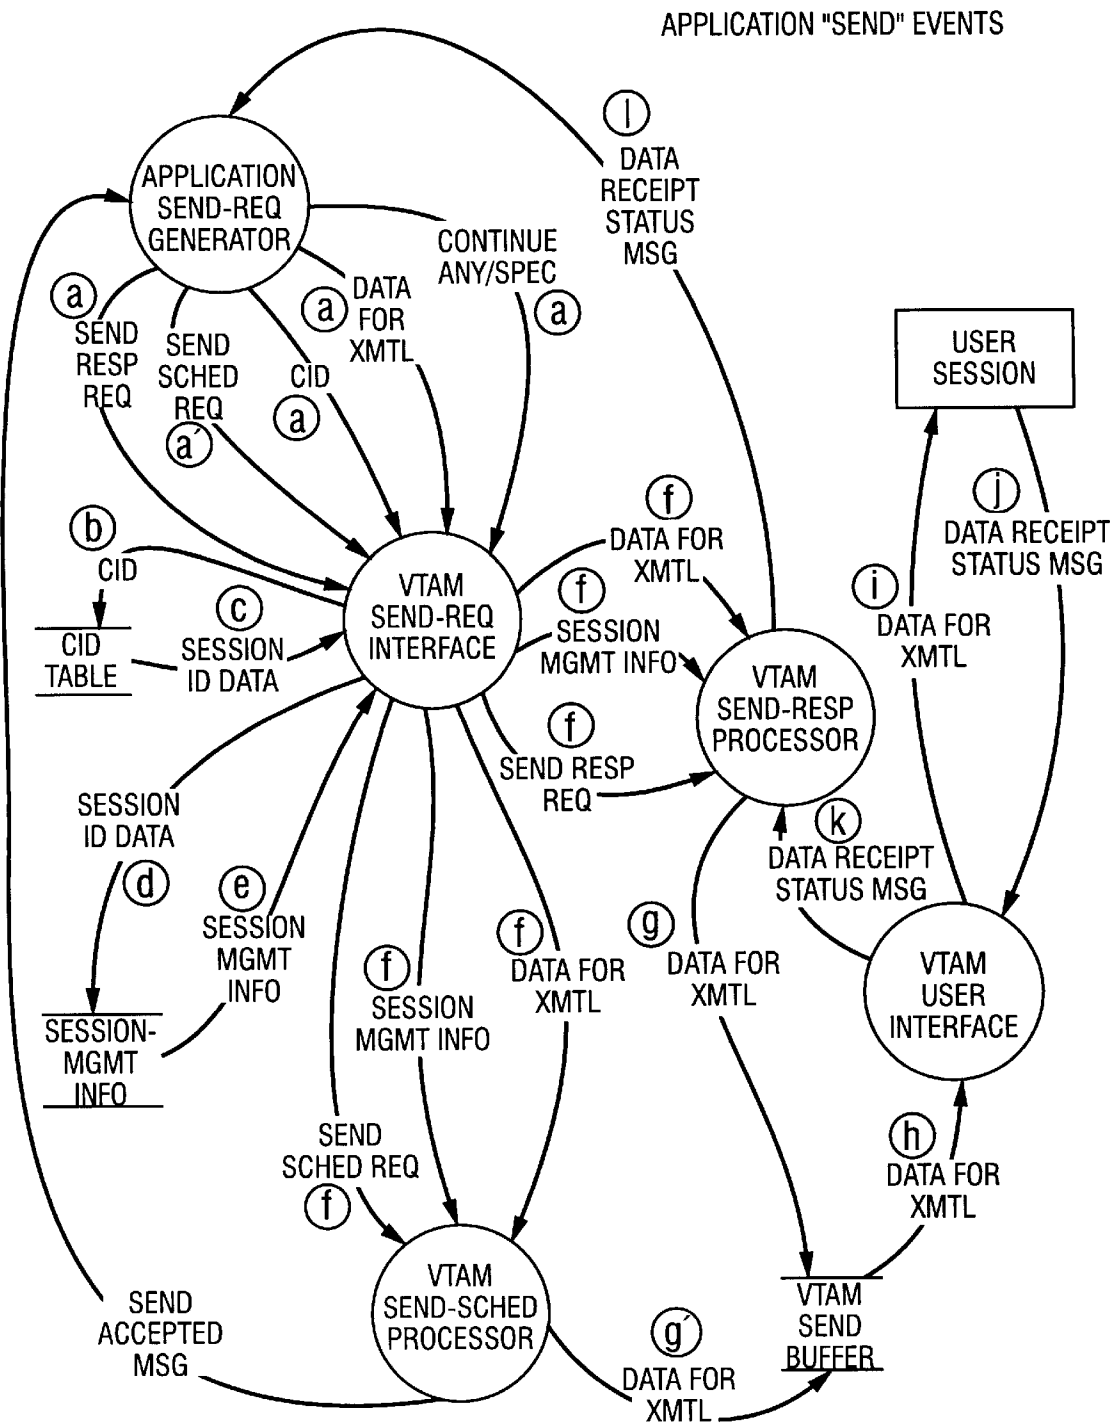 APPLICATION "SEND" EVENTS
l
DATA
RECEIPT
STATUS
MSG
APPLICATION
SEND-REQ
GENERATOR
CONTINUE
ANY/SPEC
a
a
SEND
RESP
REQ
SEND
SCHED
REQ
a´
CID
a
a
DATA
FOR
XMTL
USER
SESSION
j
DATA RECEIPT
STATUS MSG
i
DATA FOR
XMTL
b
CID
c
SESSION
ID DATA
CID
TABLE
VTAM
SEND-REQ
INTERFACE
f
DATA FOR
XMTL
f
SESSION
MGMT INFO
f
SEND RESP
REQ
VTAM
SEND-RESP
PROCESSOR
SESSION
ID DATA
d
e
SESSION
MGMT
INFO
SESSION-
MGMT
INFO
k
DATA RECEIPT
STATUS MSG
g
DATA FOR
XMTL
f
DATA FOR
XMTL
f
SESSION
MGMT INFO
VTAM
USER
INTERFACE
SEND
SCHED REQ
f
h
DATA FOR
XMTL
VTAM
SEND-SCHED
PROCESSOR
VTAM
SEND
BUFFER
SEND
ACCEPTED
MSG
g´
DATA FOR
XMTL